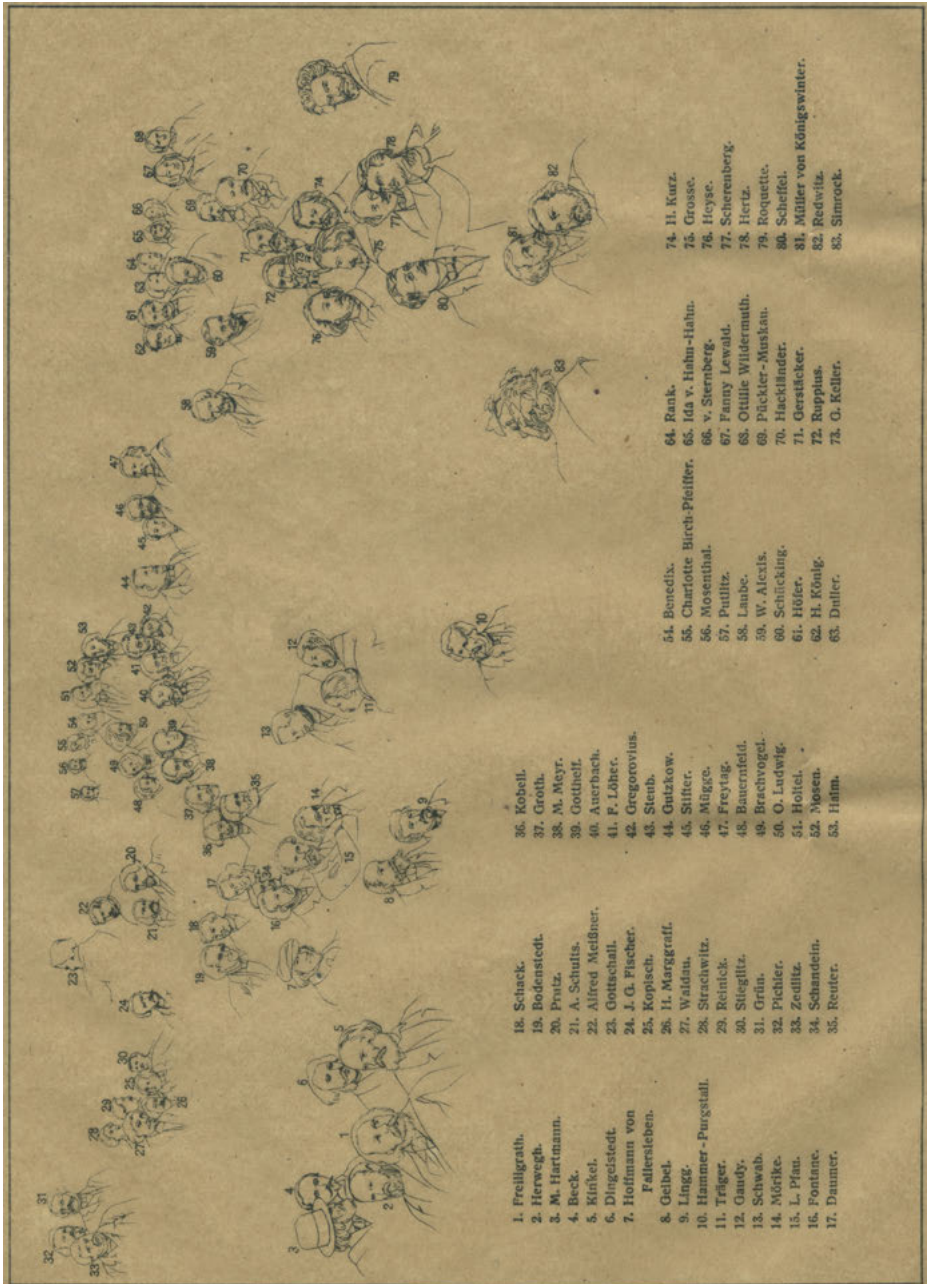 1. Freiligrath.
2. Herwegh.
3. M. Hartmann.
4. Beck.
5. Kinkel.
6. Dingelstedt.
7. Hoffmann von
Fallersleben.
8. Geibel.
9. Lingg.
10. Hammer-Purgstall.
11. Träger.
12. Gaudy.
13. Schwab.
14. Mörike.
15. L. Pfau.
16. Fontane.
17. Daumer.
18. Schack.
19. Bodenstedt.
20. Prutz.
21. A. Schults.
22. Alfred Meißner.
23. Gottschall.
24. J. G. Fischer.
25. Kopisch.
26. H. Marggraff.
27. Waldau.
28. Strachwitz.
29. Reinick.
30. Stieglitz.
31. Grün.
32. Pichler.
33. Zedlitz.
34. Schandein.
35. Reuter.
36. Kobell.
37. Groth.
38. M. Meyr.
39. Gotthelf.
40. Auerbach.
41. F. Löher.
42. Gregorovius.
43. Steub.
44. Gutzkow.
45. Stifter.
46. Mügge.
47. Freytag.
48. Bauernfeld.
49. Brachvogel.
50. O. Ludwig.
51. Holtei.
52. Mosen.
53. Halm.
54. Benedix.
55. Charlotte Birch-Pfeiffer.
56. Mosenthal.
57. Putlitz.
58. Laube.
59. W. Alexis.
60. Schücking.
61. Höfer.
62. H. König.
63. Duller.
64. Rank.
65. Ida v. Hahn-Hahn.
66. v. Sternberg.
67. Fanny Lewald.
68. Ottilie Wildermuth.
69. Pückler-Muskau.
70. Hackländer.
71. Gerstäcker.
72. Ruppius.
73. G. Keller.
74. H. Kurz.
75. Grosse.
76. Heyse.
77. Scherenberg.
78. Hertz.
79. Roquette.
80. Scheffel.
81. Müller von Königswinter.
82. Redwitz.
83. Simrock.